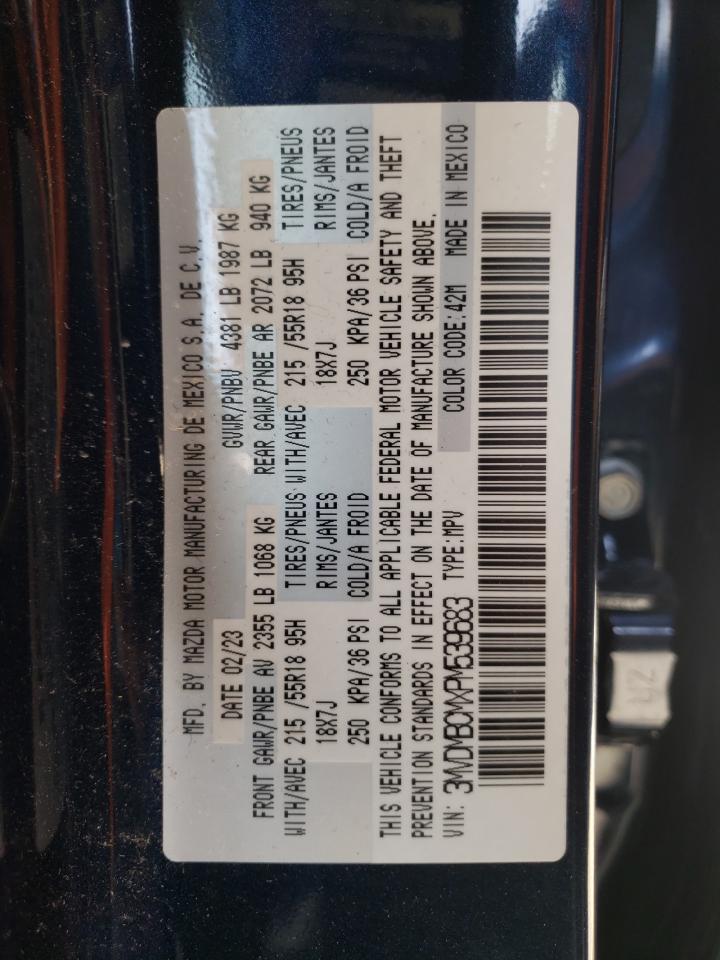 MFD. BY MAZDA MOTOR MANUFACTURING DE MEXICO S.A. DE C.V.
DATE 02/23 GVWR/PNBV 4381 LB 1987 KG
FRONT GAWR/PNBE AV 2355 LB 1068 KG REAR GAWR/PNBE AR 2072 LB 940 KG
WITH/AVEC 215 /55R18 95H TIRES/PNEUS WITH/AVEC 215 /55R18 95H TIRES/PNEUS
18X7J RIMS/JANTES 18X7J RIMS/JANTES
250 KPA/36 PSI COLD/A FROID 250 KPA/36 PSI COLD/A FROID
THIS VEHICLE CONFORMS TO ALL APPLICABLE FEDERAL MOTOR VEHICLE SAFETY AND THEFT
PREVENTION STANDARDS IN EFFECT ON THE DATE OF MANUFACTURE SHOWN ABOVE.
VIN: 3MVDMBCMXPM539683 TYPE:MPV COLOR CODE:42M MADE IN MEXICO